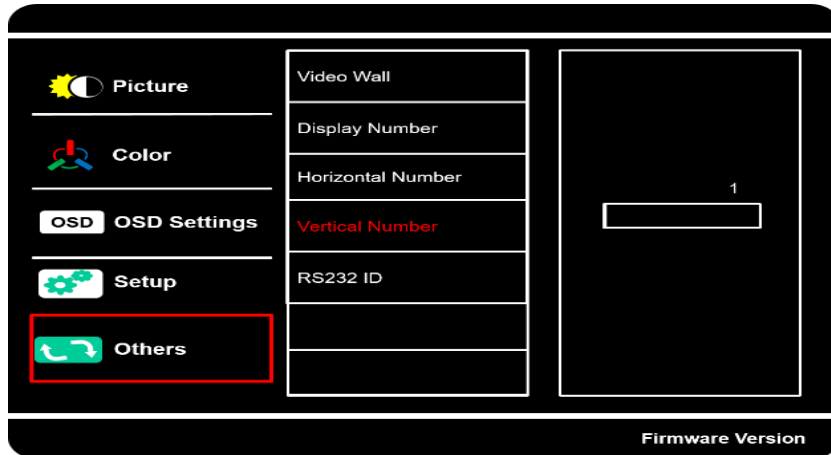 Picture
Color
OSD OSD Settings
Setup
Others
Video Wall
Display Number
Horizontal Number
Vertical Number
RS232 ID
1
Firmware Version